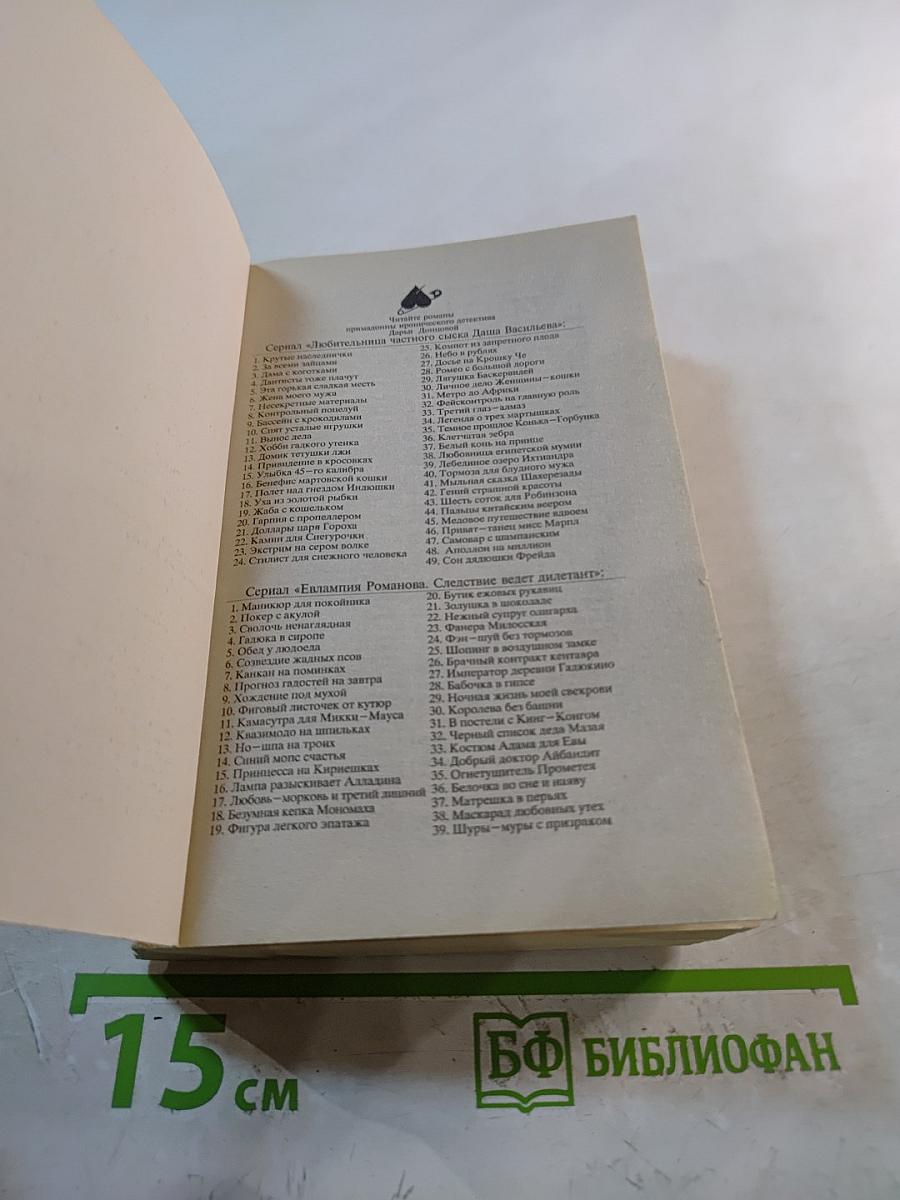 Читайте романы
примадонны иронического детектива
Дарьи Донцовой
Сериал «Любительница частного сыска Даша Васильева»:
1. Крутые наследнички
2. За всеми зайцами
3. Дама с коготками
4. Дантисты тоже плачут
5. Эта горькая сладкая месть
6. Жена моего мужа
7. Несекретные материалы
8. Контрольный поцелуй
9. Бассейн с крокодилами
10. Спят усталые игрушки
11. Вынос дела
12. Хобби гадкого утенка
13. Домик тетушки лжи
14. Привидение в кросовках
15. Улыбка 45-го калибра
16. Бенефис мартовской кошки
17. Полет над гнездом Индюшки
18. Уха из золотой рыбки
19. Жаба с кошельком
20. Гарпия с пропеллером
21. Доллары царя Гороха
22. Камин для Снегурочки
23. Экстрим на сером волке
24. Стилист для снежного человека
25. Компот из запретного плода
26. Небо в рублях
27. Досье на Крошку Че
28. Ромео с большой дороги
29. Лягушка Баскервилей
30. Личное дело Женщины-кошки
31. Метро до Африки
32. Фейсконтроль на главную роль
33. Третий глаз-алмаз
34. Легенда о трех мартышках
35. Темное прошлое Конька-Горбунка
36. Клетчатая зебра
37. Белый конь на принце
38. Любовница египетской мумии
39. Лебединое озеро Ихтиандра
40. Тормоза для блудного мужа
41. Мыльная сказка Шахерезады
42. Гений страшной красоты
43. Шесть соток для Робинзона
44. Пальцы китайским веером
45. Медовое путешествие вдвоем
46. Приват-танец мисс Марпл
47. Самовар с шампанским
48. Аполлон на миллион
49. Сон дядюшки Фрейда
Сериал «Евлампия Романова. Следствие ведет дилетант»:
1. Маникюр для покойника
2. Покер с акулой
3. Сволочь ненаглядная
4. Гадюка в сиропе
5. Обед у людоеда
6. Созвездие жадных псов
7. Канкан на поминках
8. Прогноз гадостей на завтра
9. Хождение под мухой
10. Фиговый листочек от кутюр
11. Камасутра для Микки-Мауса
12. Квазимодо на шпильках
13. Но-шпа на троих
14. Синий мопс счастья
15. Принцесса на Кириешках
16. Лампа разыскивает Алладина
17. Любовь-морковь и третий лишний
18. Безумная кепка Мономаха
19. Фигура легкого эпатажа
20. Бутик ежовых рукавиц
21. Золушка в шоколаде
22. Нежный супруг олигарха
23. Фанера Милосская
24. Фэн-шуй без тормозов
25. Шопинг в воздушном замке
26. Брачный контракт кентавра
27. Император деревни Гадюкино
28. Бабочка в гипсе
29. Ночная жизнь моей свекрови
30. Королева без башни
31. В постели с Кинг-Конгом
32. Черный список деда Мазая
33. Костюм Адама для Евы
34. Добрый доктор Айбандит
35. Огнетушитель Прометея
36. Белочка во сне и наяву
37. Матрешка в перьях
38. Маскарад любовных утех
39. Шуры-муры с призраком
15 см
БФ БИБЛИОФАН